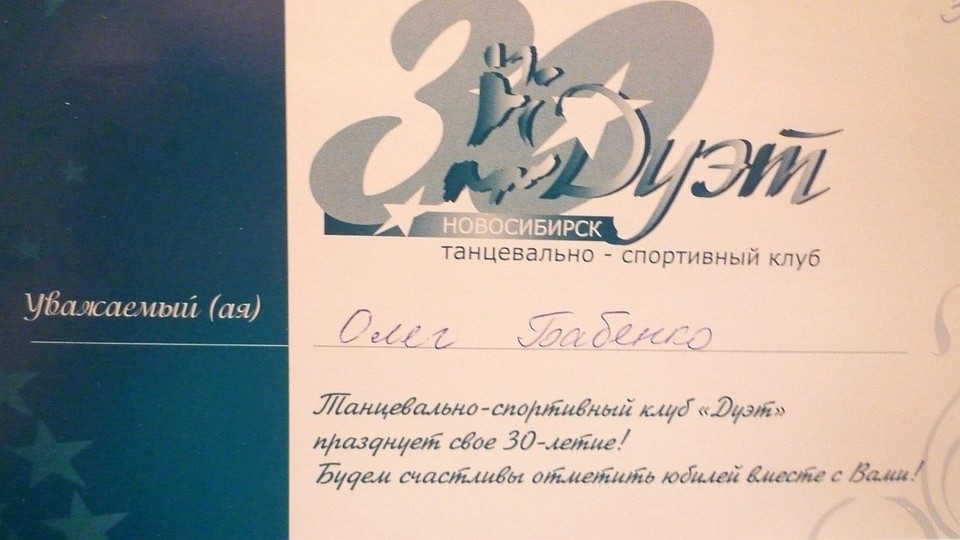 30 Дуэт
НОВОСИБИРСК
танцевально - спортивный клуб
Уважаемый (ая)
Олег Бабенко
Танцевально-спортивный клуб «Дуэт»
празднует свое 30-летие!
Будем счастливы отметить юбилей вместе с Вами!